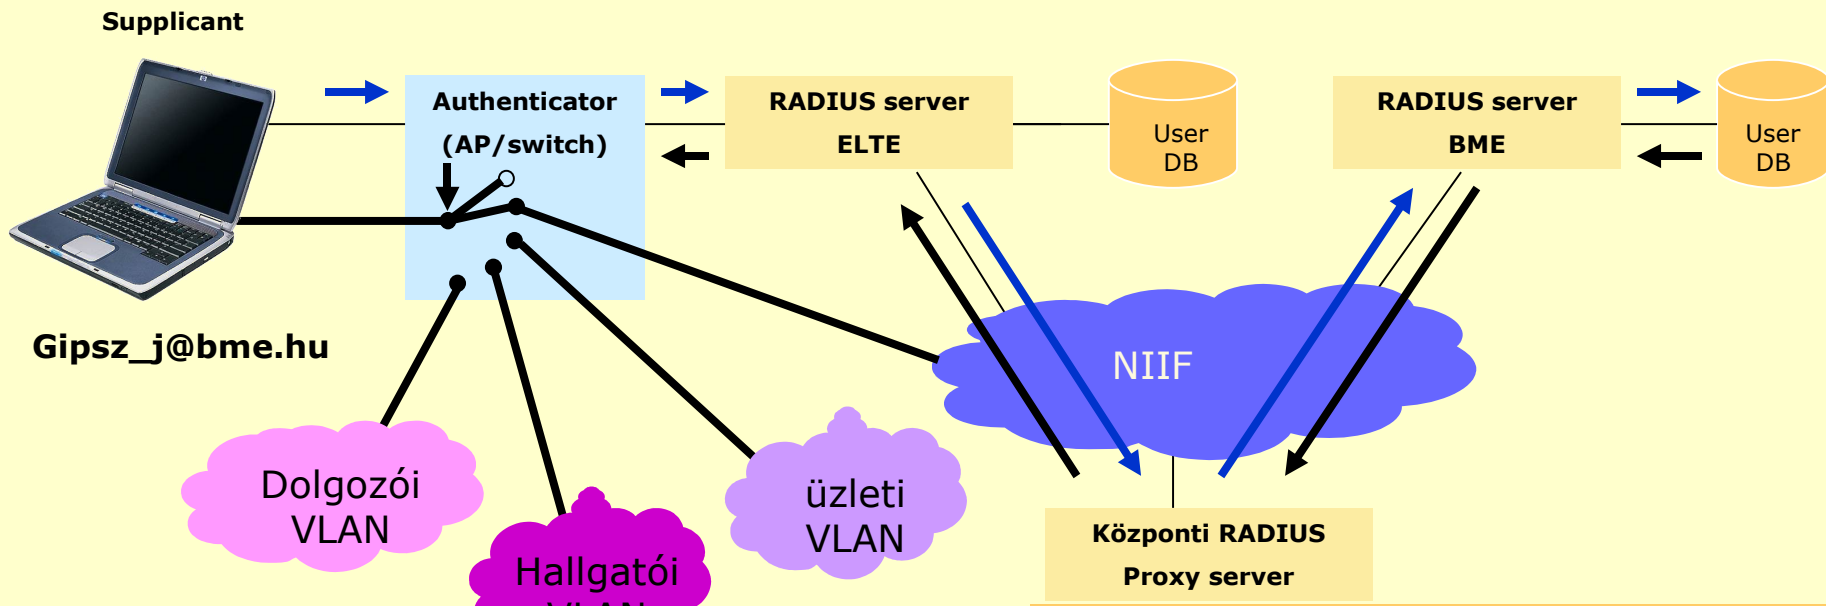 Supplicant
Authenticator
(AP/switch)
RADIUS server
ELTE
User
DB
RADIUS server
BME
User
DB
Gipsz_j@bme.hu
NIIF
Dolgozói
VLAN
Hallgatói
VLAN
üzleti
VLAN
Központi RADIUS
Proxy server